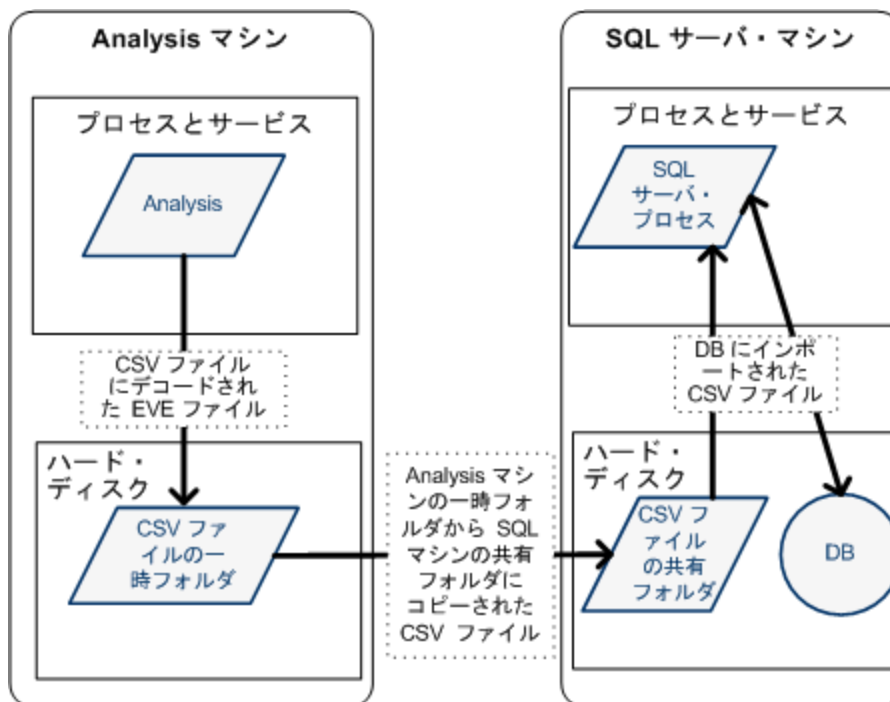 Analysis マシン
プロセスとサービス
Analysis
CSV ファイル
にデコードされ
た EVE ファイル
ハード・
ディスク
CSV ファ
イルの一
時フォルダ
Analysis マシ
ンの一時フォ
ルダから SQL
マシンの共有
フォルダに
コピーされた
CSV ファイル
SQL サーバ・マシン
プロセスとサービス
SQL
サーバ・
プロセス
DB にインポ
ートされた
CSV ファイル
ハード・
ディスク
CSV フ
ァイル
の共有
フォルダ
DB